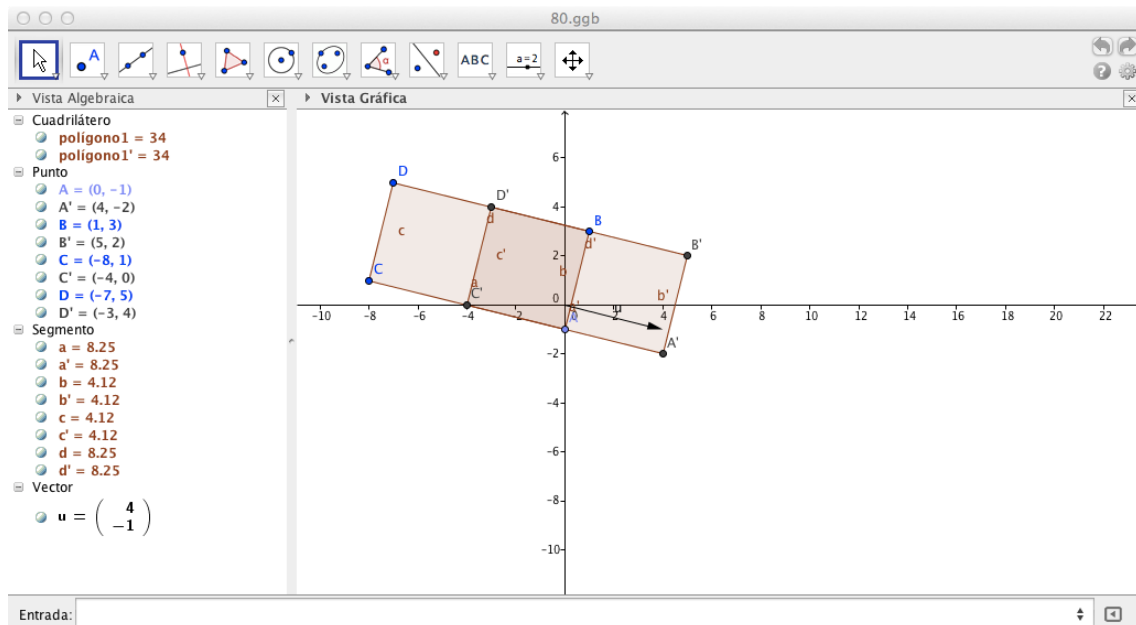 80.ggb
A
α
ABC
a=2
Vista Algebraica
Vista Gráfica
Cuadrilátero
polígono1 = 34
polígono1' = 34
Punto
A = (0, -1)
A' = (4, -2)
B = (1, 3)
B' = (5, 2)
C = (-8, 1)
C' = (-4, 0)
D = (-7, 5)
D' = (-3, 4)
Segmento
a = 8.25
a' = 8.25
b = 4.12
b' = 4.12
c = 4.12
c' = 4.12
d = 8.25
d' = 8.25
Vector
u = ( 4
-1 )
6
D
D'
4
d
B
c
d'
B'
c'
2
C
b
a
C'
0
b'
a'
u
-10 -8 -6 -4 -2 2 4 6 8 10 12 14 16 18 20 22
A
A'
-2
-4
-6
-8
-10
Entrada: